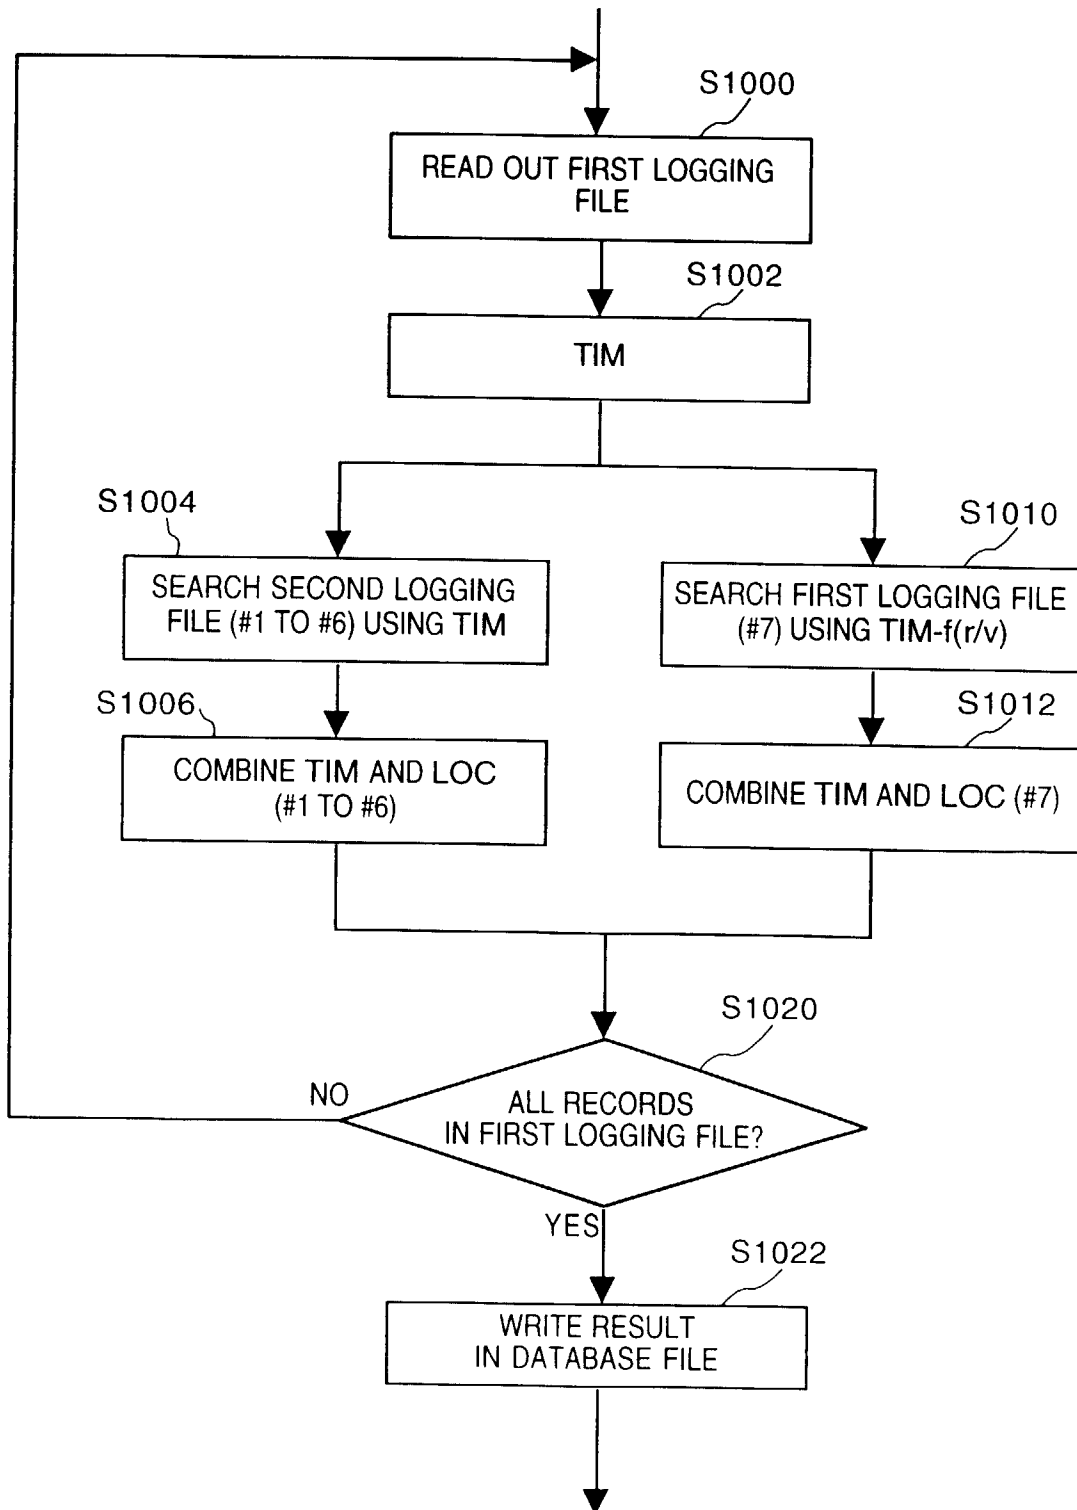 S1000
READ OUT FIRST LOGGING
FILE
S1002
TIM
S1004
SEARCH SECOND LOGGING
FILE (#1 TO #6) USING TIM
S1010
SEARCH FIRST LOGGING FILE
(#7) USING TIM-f(r/v)
S1006
COMBINE TIM AND LOC
(#1 TO #6)
S1012
COMBINE TIM AND LOC (#7)
S1020
ALL RECORDS
IN FIRST LOGGING FILE?
NO
YES
S1022
WRITE RESULT
IN DATABASE FILE